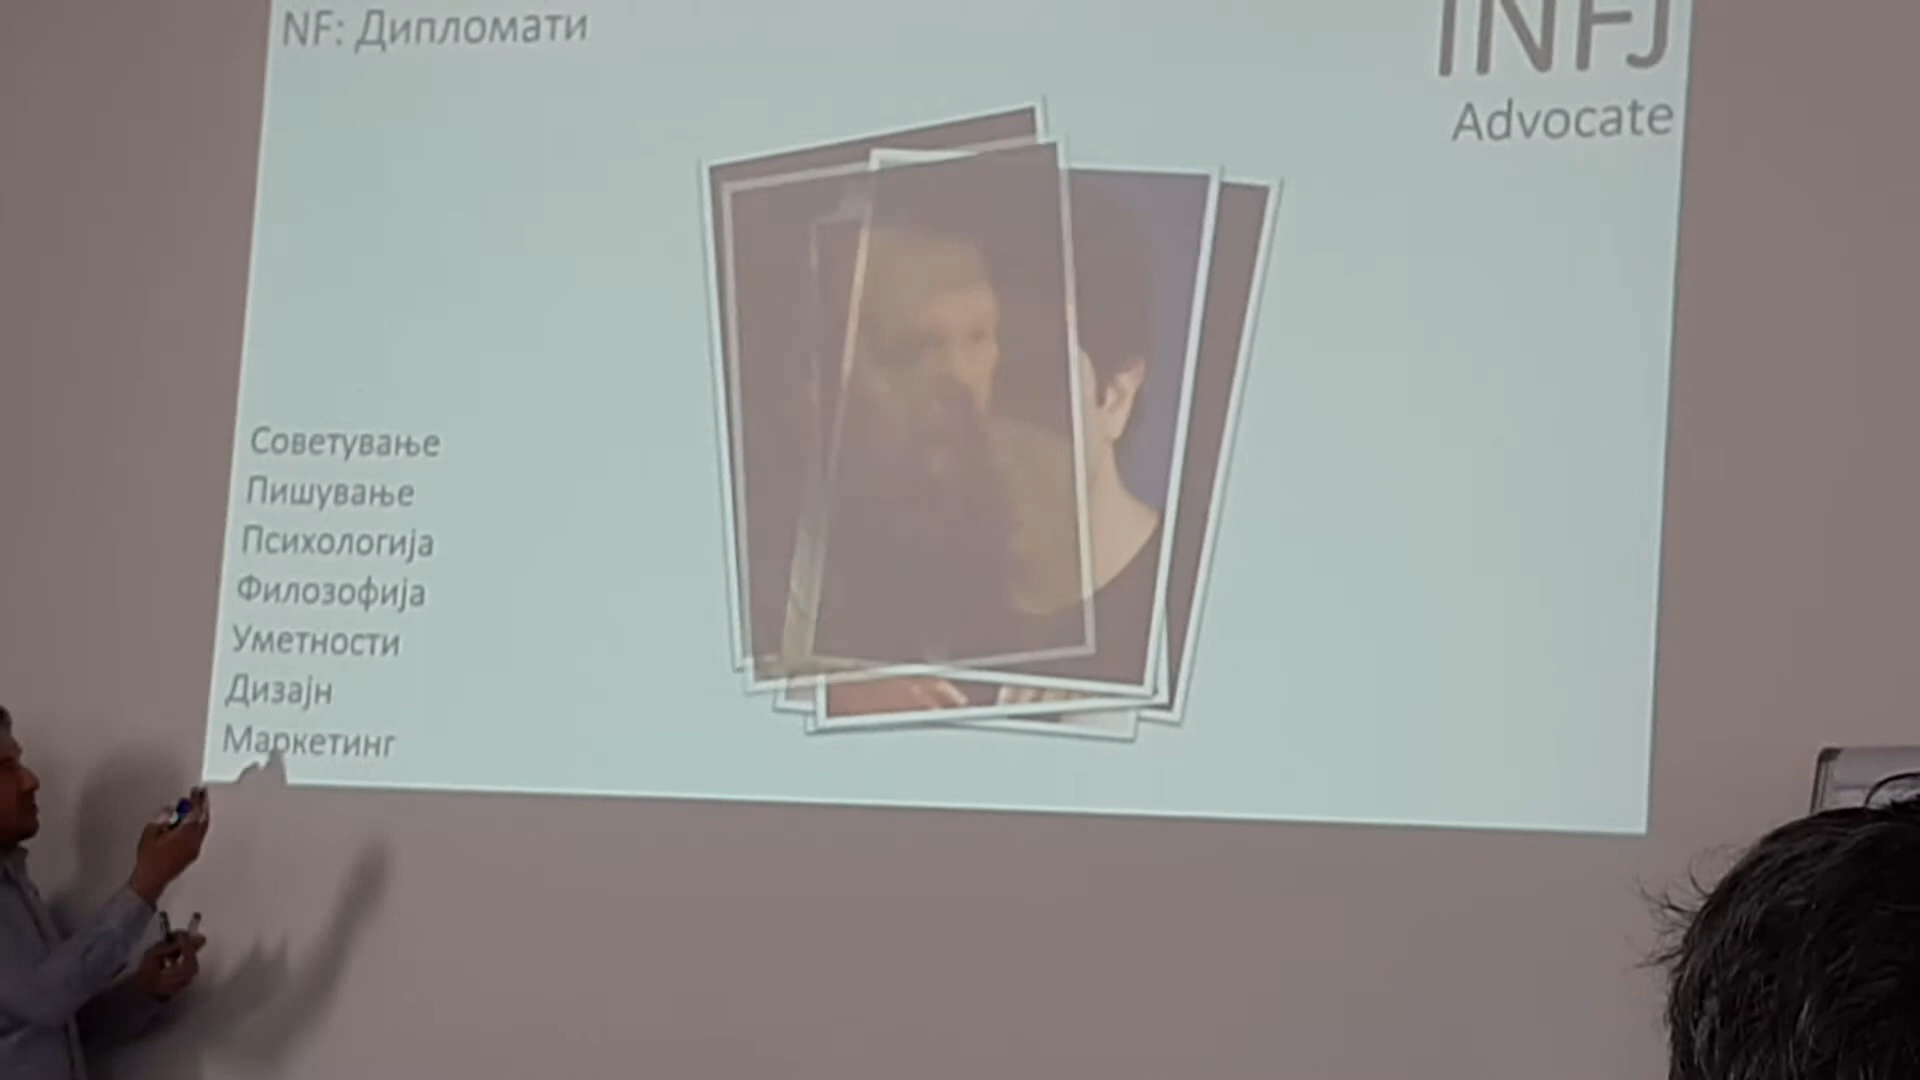 NF: Дипломати
INFJ
Advocate
Советување
Пишување
Психологија
Филозофија
Уметности
Дизајн
Маркетинг